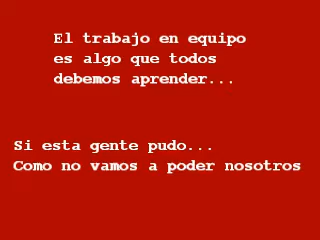 El trabajo en equipo
es algo que todos
debemos aprender...
Si esta gente pudo...
Como no vamos a poder nosotros